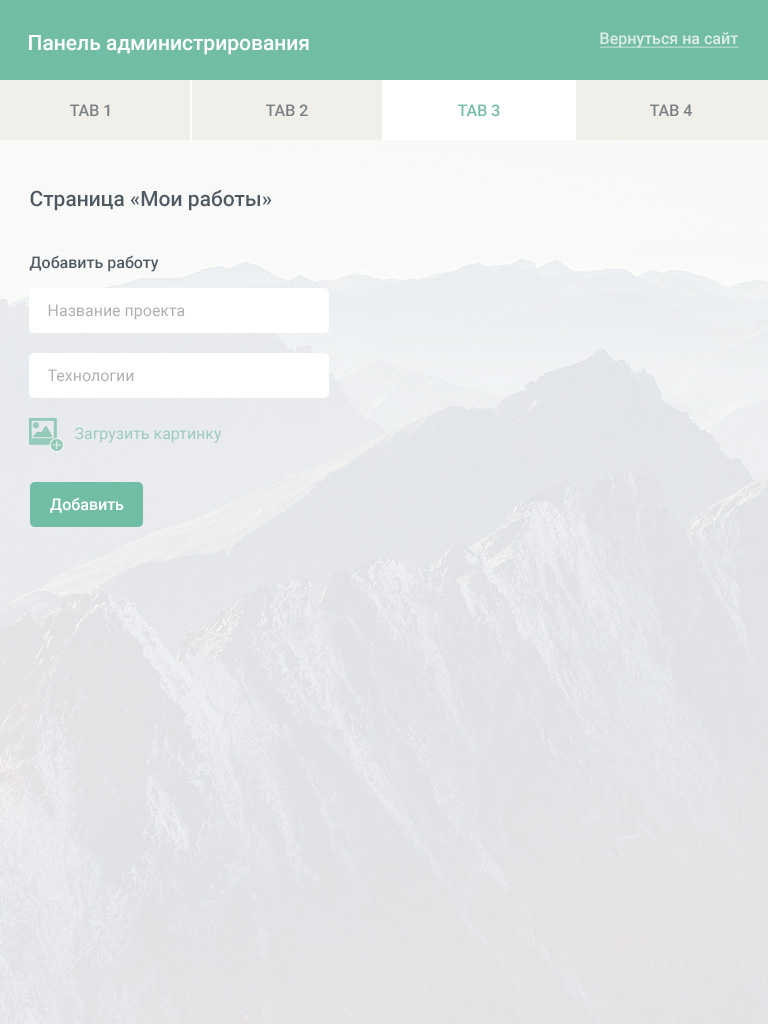 Панель администрирования
Вернуться на сайт
TAB 1
TAB 2
TAB 3
TAB 4
Страница «Мои работы»
Добавить работу
Название проекта
Технологии
Загрузить картинку
Добавить